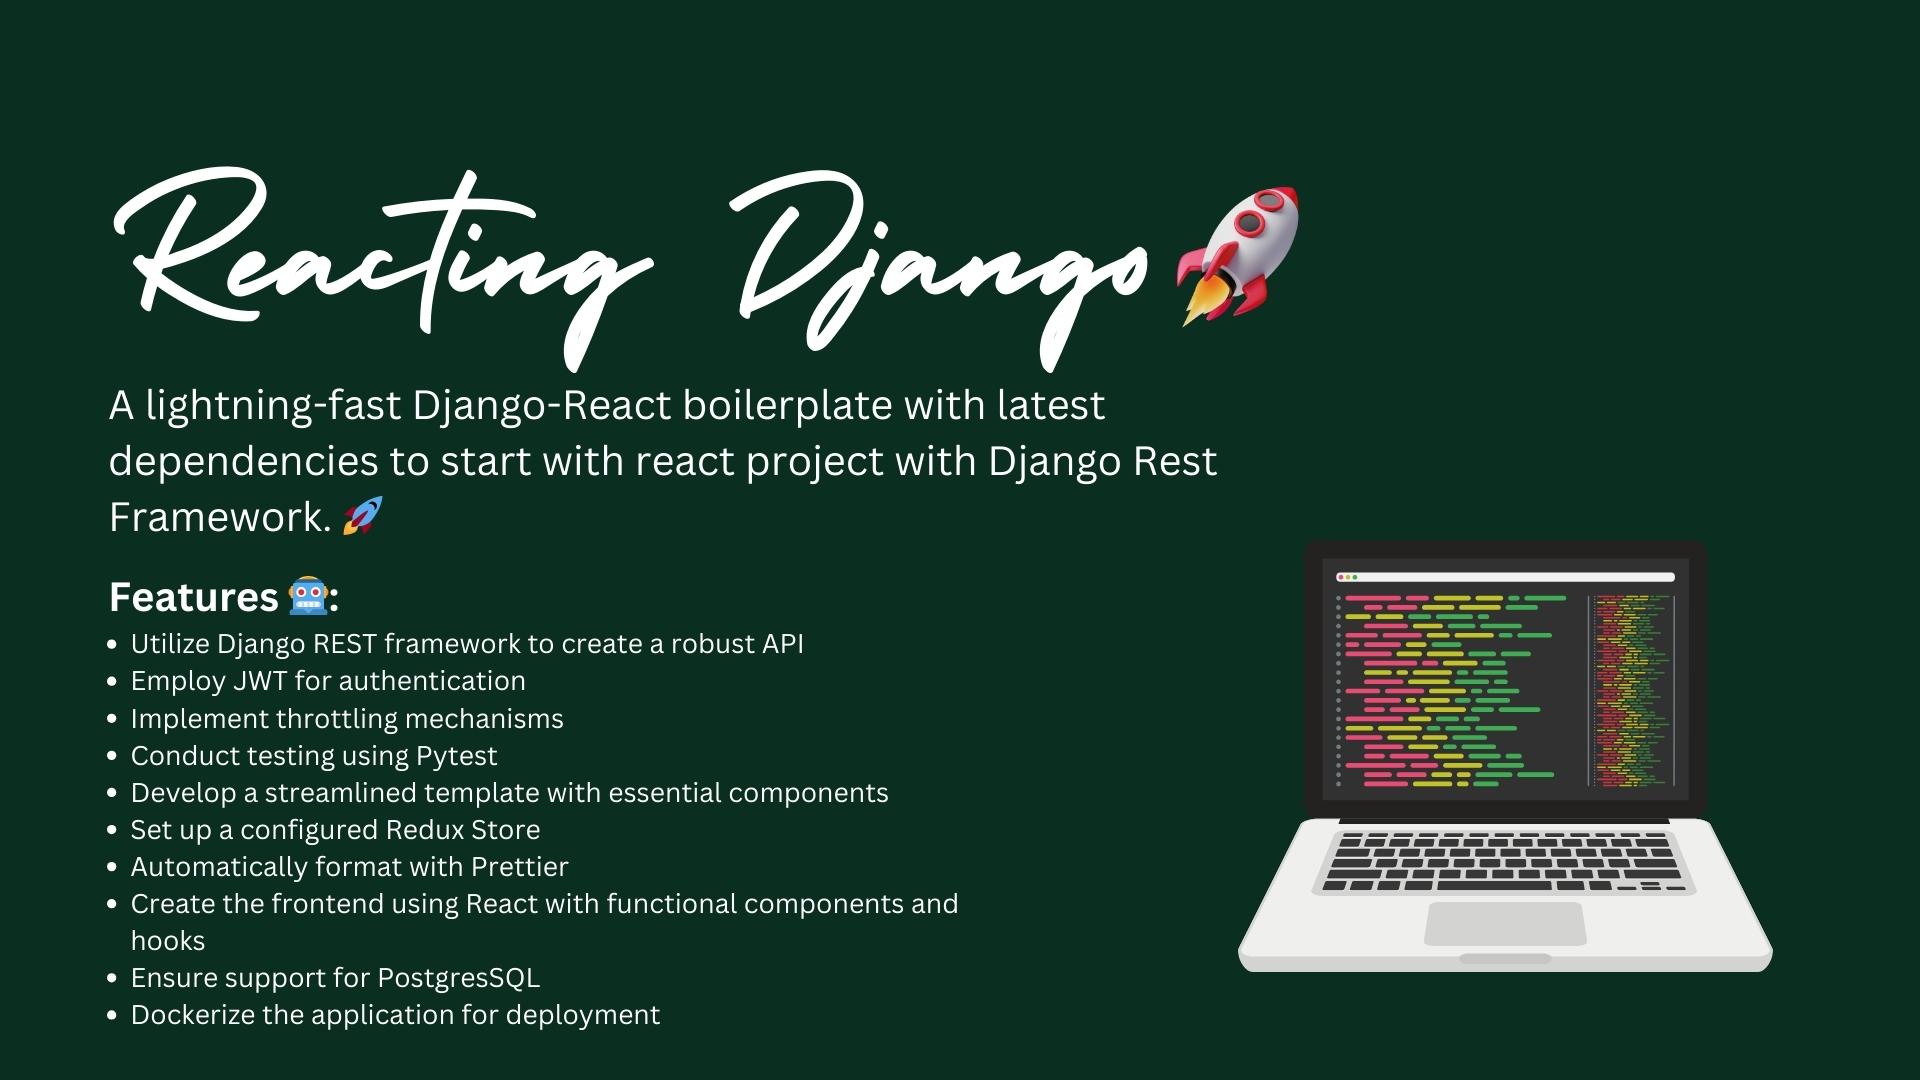 Reacting Django
A lightning-fast Django-React boilerplate with latest
dependencies to start with react project with Django Rest
Framework. 🚀
Features 🤖:
• Utilize Django REST framework to create a robust API
• Employ JWT for authentication
• Implement throttling mechanisms
• Conduct testing using Pytest
• Develop a streamlined template with essential components
• Set up a configured Redux Store
• Automatically format with Prettier
• Create the frontend using React with functional components and
hooks
• Ensure support for PostgresSQL
• Dockerize the application for deployment